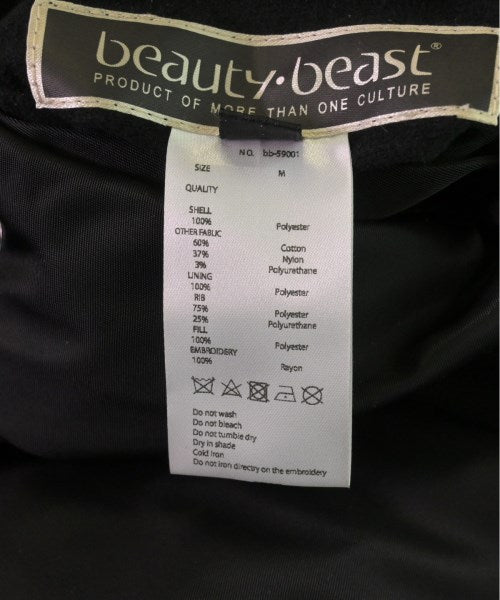 beauty·beast®
PRODUCT OF MORE THAN ONE CULTURE
NO. bb-59001
SIZE M
QUALITY
SHELL
100% Polyester
OTHER FABLIC
60% Cotton
37% Nylon
3% Polyurethane
LINING
100% Polyester
RIB
75% Polyester
25% Polyurethane
FILL
100% Polyester
EMBROIDERY
100% Rayon
Do not wash
Do not bleach
Do not tumble dry
Dry in shade
Cold iron
Do not iron directly on the embroidery